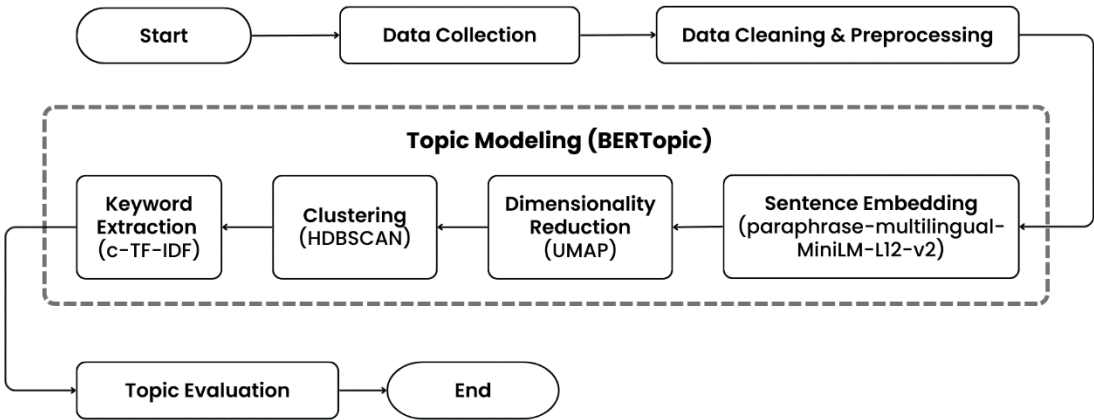 Start
Data Collection
Data Cleaning & Preprocessing
Topic Modeling (BERTopic)
Keyword
Extraction
(c-TF-IDF)
Clustering
(HDBSCAN)
Dimensionality
Reduction
(UMAP)
Sentence Embedding
(paraphrase-multilingual-
MiniLM-L12-v2)
Topic Evaluation
End